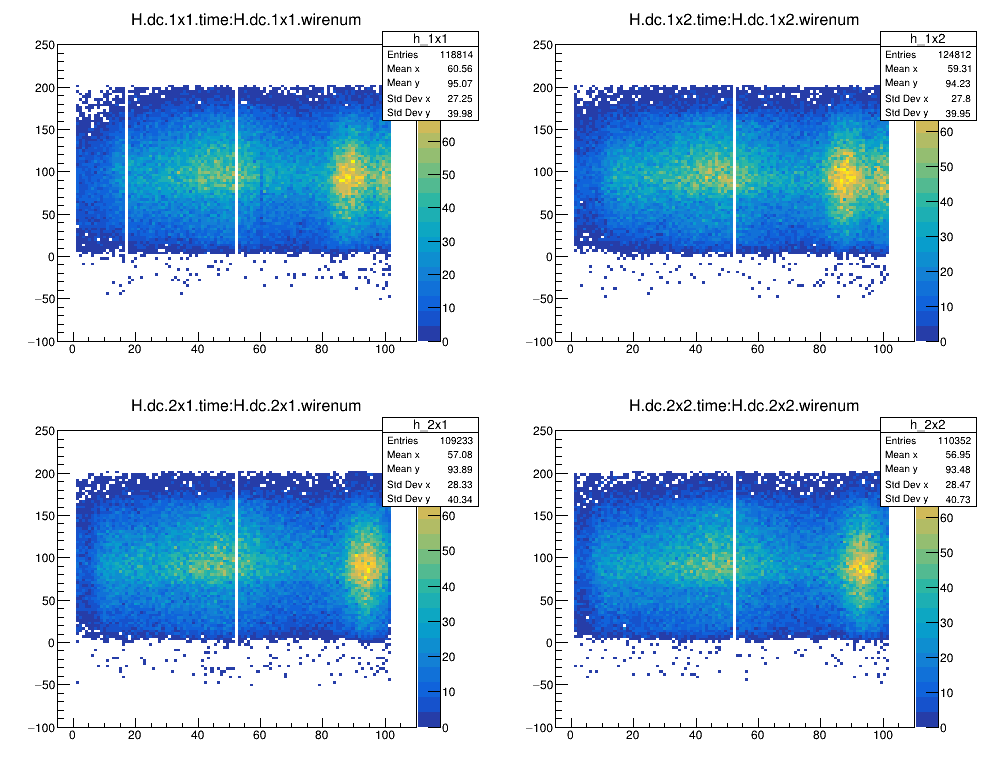 H.dc.1x1.time:H.dc.1x1.wirenum
h_1x1
Entries 118814
Mean x 60.56
Mean y 95.07
Std Dev x 27.25
Std Dev y 39.98
250
200
150
100
50
0
−50
−100
0 20 40 60 80 100
60
50
40
30
20
10
0
H.dc.1x2.time:H.dc.1x2.wirenum
h_1x2
Entries 124812
Mean x 59.31
Mean y 94.23
Std Dev x 27.8
Std Dev y 39.95
250
200
150
100
50
0
−50
−100
0 20 40 60 80 100
60
50
40
30
20
10
0
H.dc.2x1.time:H.dc.2x1.wirenum
h_2x1
Entries 109233
Mean x 57.08
Mean y 93.89
Std Dev x 28.33
Std Dev y 40.34
250
200
150
100
50
0
−50
−100
0 20 40 60 80 100
60
50
40
30
20
10
0
H.dc.2x2.time:H.dc.2x2.wirenum
h_2x2
Entries 110352
Mean x 56.95
Mean y 93.48
Std Dev x 28.47
Std Dev y 40.73
250
200
150
100
50
0
−50
−100
0 20 40 60 80 100
60
50
40
30
20
10
0